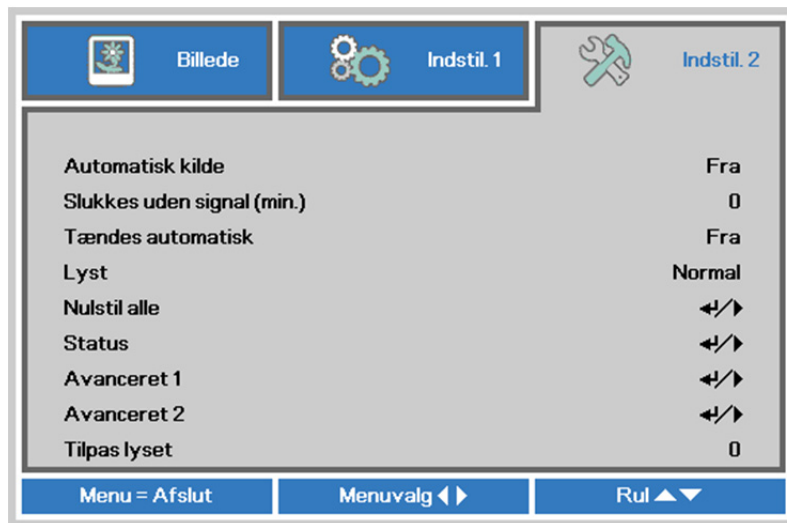 Billede Indstil. 1 Indstil. 2
Automatisk kilde Fra
Slukkes uden signal (min.) 0
Tændes automatisk Fra
Lyst Normal
Nulstil alle ↵/▶
Status ↵/▶
Avanceret 1 ↵/▶
Avanceret 2 ↵/▶
Tilpas lyset 0
Menu = Afslut Menuvalg ◀▶ Rul ▲▼